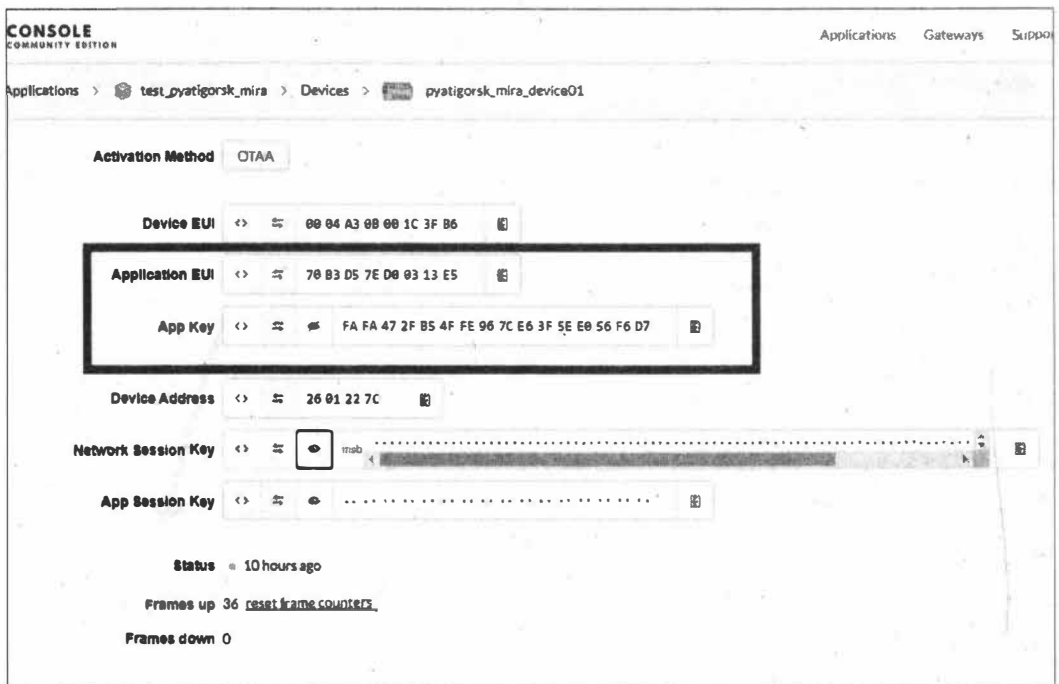 CONSOLE
COMMUNITY EDITION
Applications Gateways Suppo
Applications > test_pyatigorsk_mira > Devices > pyatigorsk_mira_device01
Activation Method OTAA
Device EUI <> 00 04 A3 0B 00 1C 3F B6
Application EUI <> 70 B3 D5 7E D0 03 13 E5
App Key <> FA FA 47 2F B5 4F FE 96 7C E6 3F 5E E0 56 F6 D7
Device Address <> 26 01 22 7C
Network Session Key <> msb
App Session Key <>
Status 10 hours ago
Frames up 36 reset frame counters
Frames down 0